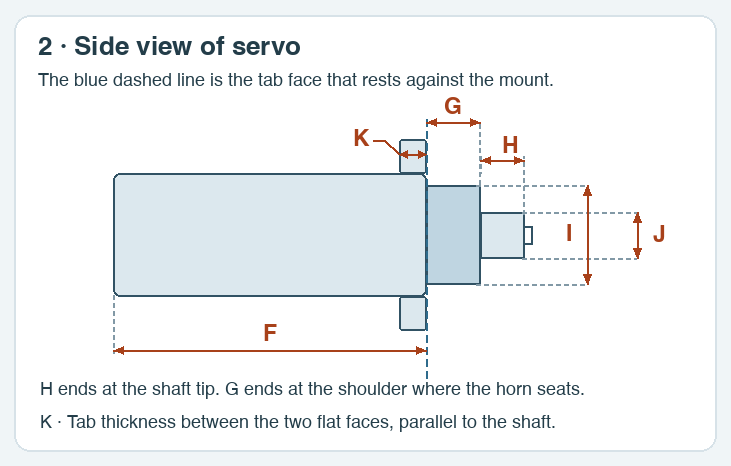 2 · Side view of servo
The blue dashed line is the tab face that rests against the mount.
G
K
H
I
J
F
H ends at the shaft tip. G ends at the shoulder where the horn seats.
K · Tab thickness between the two flat faces, parallel to the shaft.